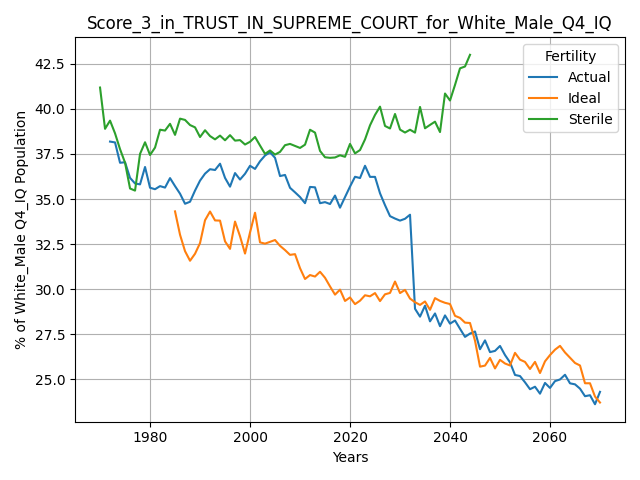 Score_3_in_TRUST_IN_SUPREME_COURT_for_White_Male_Q4_IQ
Fertility
Actual
Ideal
Sterile
% of White_Male Q4_IQ Population
42.5
40.0
37.5
35.0
32.5
30.0
27.5
25.0
1980
2000
2020
2040
2060
Years